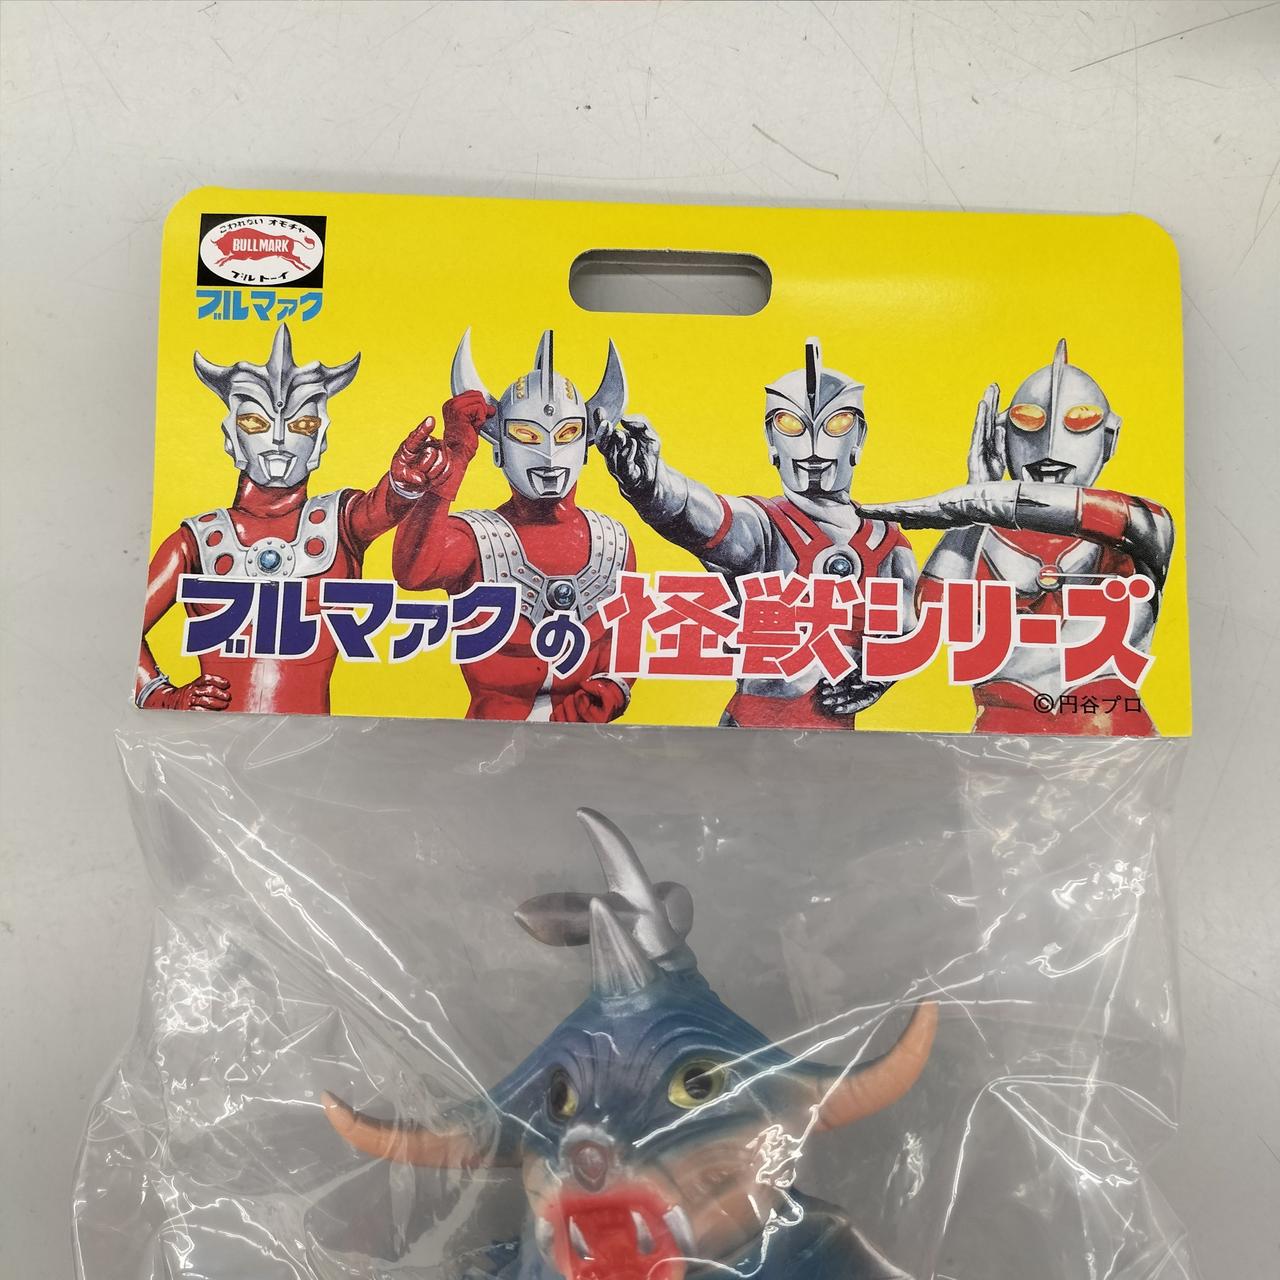 こわれない オモチャ
BULLMARK
ブル トーイ
ブルマァク
ブルマァクの怪獣シリーズ
©円谷プロ